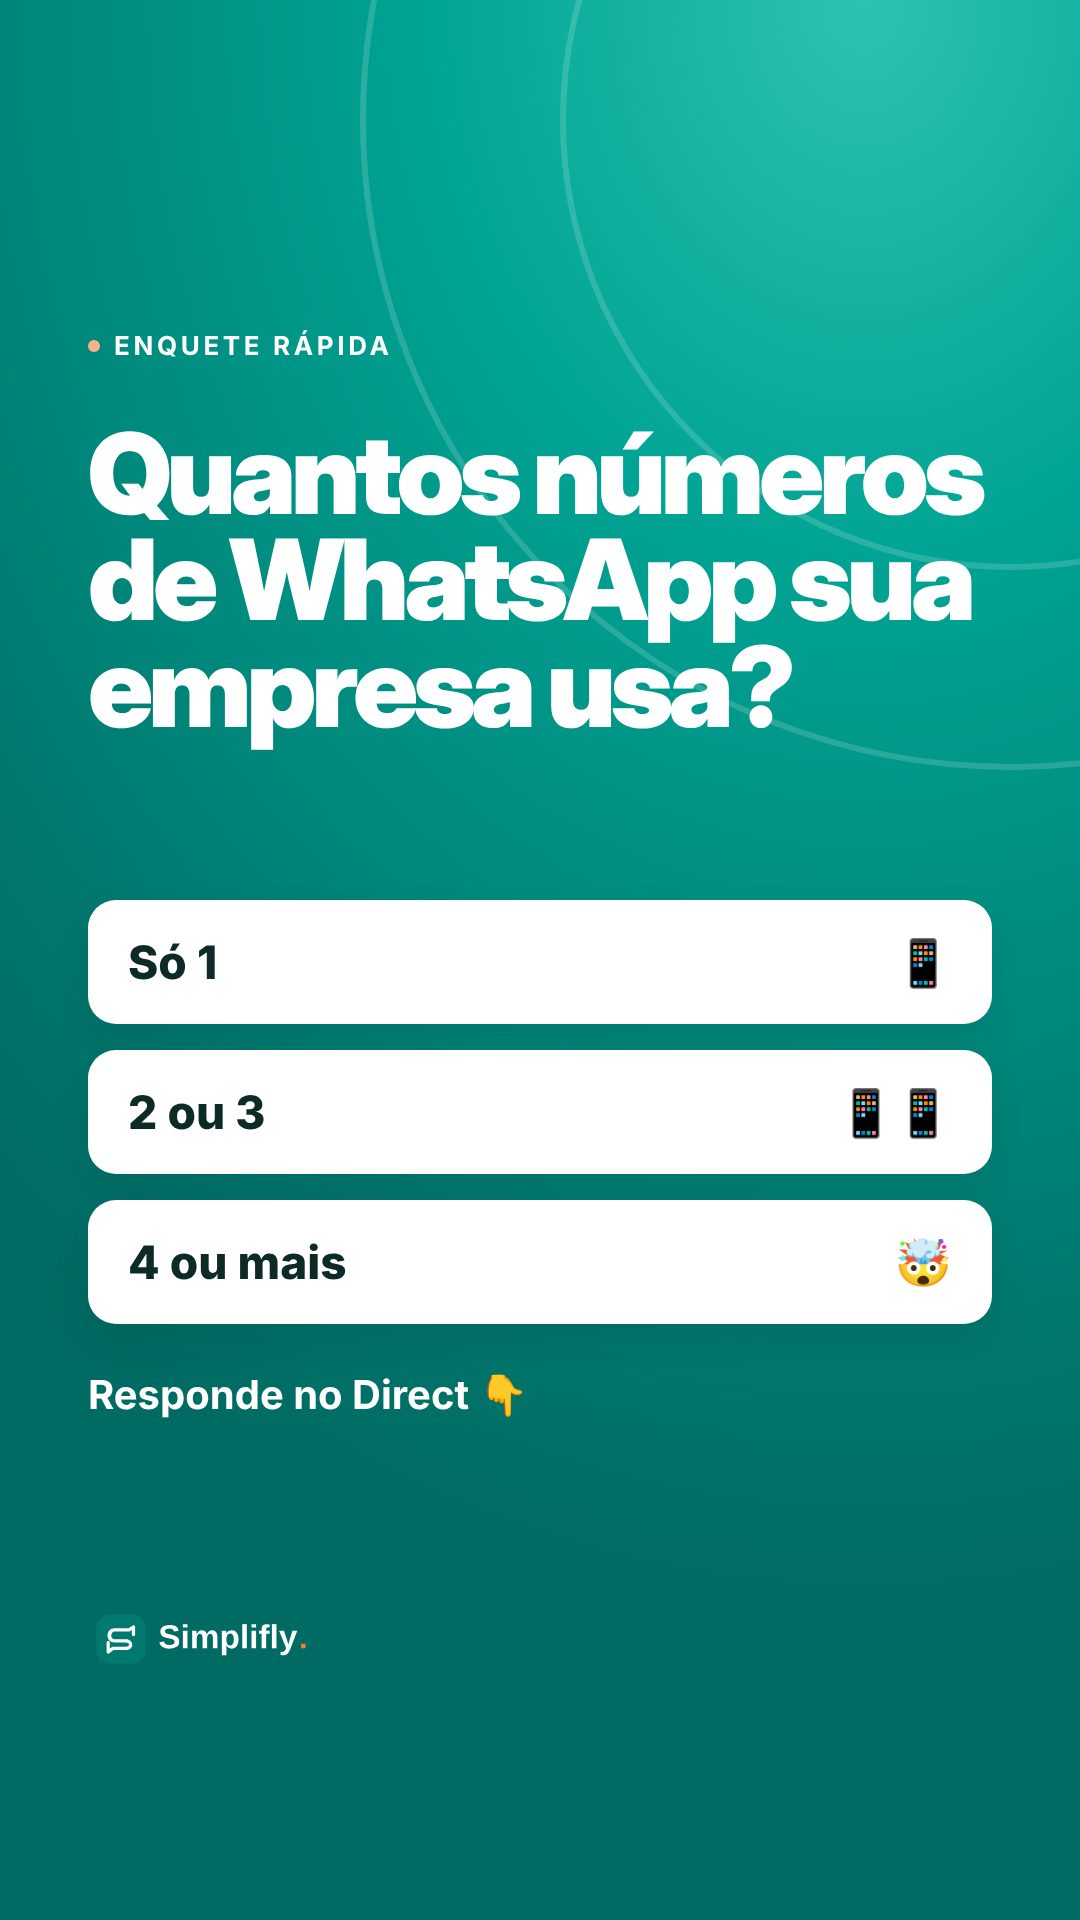 ENQUETE RÁPIDA
Quantos números
de WhatsApp sua
empresa usa?
Só 1 📱
2 ou 3 📱📱
4 ou mais 🤯
Responde no Direct 👇
Simplifly.